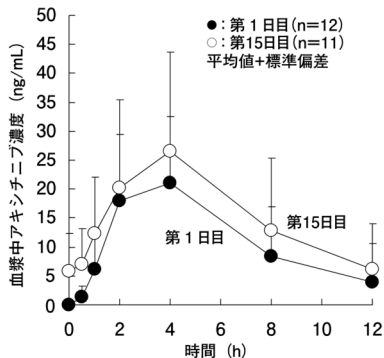 ●：第１日目（n＝12）
○：第15日目（n＝11）
平均値＋標準偏差
血漿中アキシチニブ濃度（ng/mL）
50
45
40
35
30
25
20
15
10
5
0
第15日目
第１日目
0 2 4 6 8 10 12
時間（h）